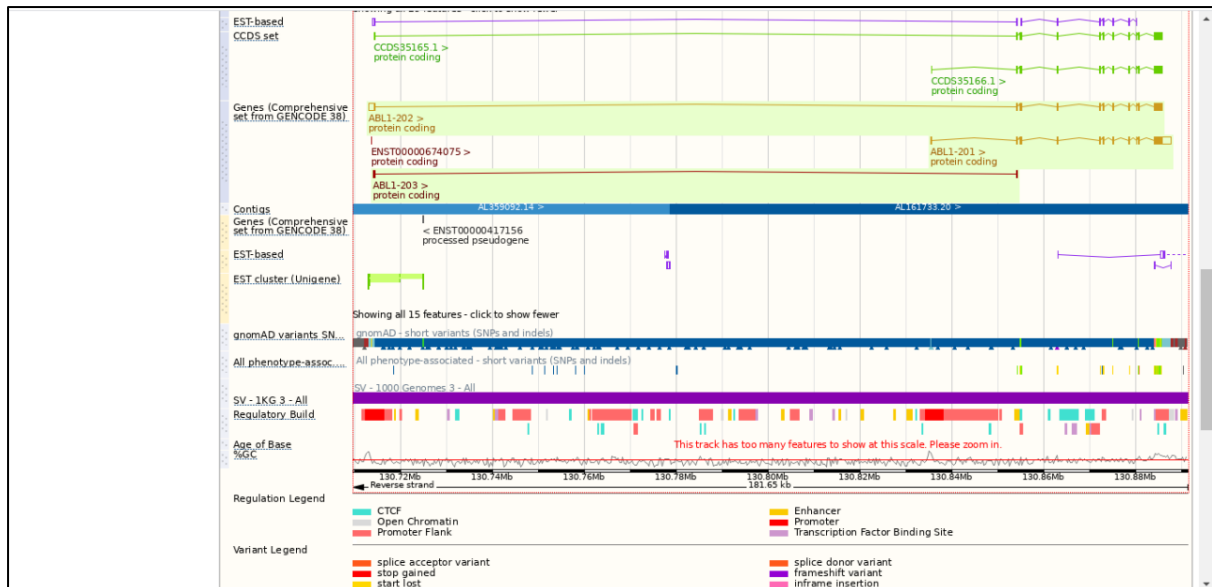 EST-based
CCDS set
CCDS35165.1 >
protein coding
CCDS35166.1 >
protein coding
Genes (Comprehensive
set from GENCODE 38)
ABL1-202 >
protein coding
ENST00000674075 >
protein coding
ABL1-201 >
protein coding
ABL1-203 >
protein coding
Contigs
AL359092.14 >
AL161733.20 >
Genes (Comprehensive
set from GENCODE 38)
< ENST00000417156
processed pseudogene
EST-based
EST cluster (Unigene)
Showing all 15 features - click to show fewer
gnomAD variants SN...
gnomAD - short variants (SNPs and indels)
All phenotype-assoc....
All phenotype-associated - short variants (SNPs and indels)
SV - 1000 Genomes 3 - All
SV - 1KG 3 - All
Regulatory Build
Age of Base
This track has too many features to show at this scale. Please zoom in.
%GC
130.72Mb
130.74Mb
130.76Mb
130.78Mb
130.80Mb
130.82Mb
130.84Mb
130.86Mb
130.88Mb
Reverse strand
181.65 kb
Regulation Legend
CTCF
Enhancer
Open Chromatin
Promoter
Promoter Flank
Transcription Factor Binding Site
Variant Legend
splice acceptor variant
splice donor variant
stop gained
frameshift variant
start lost
inframe insertion